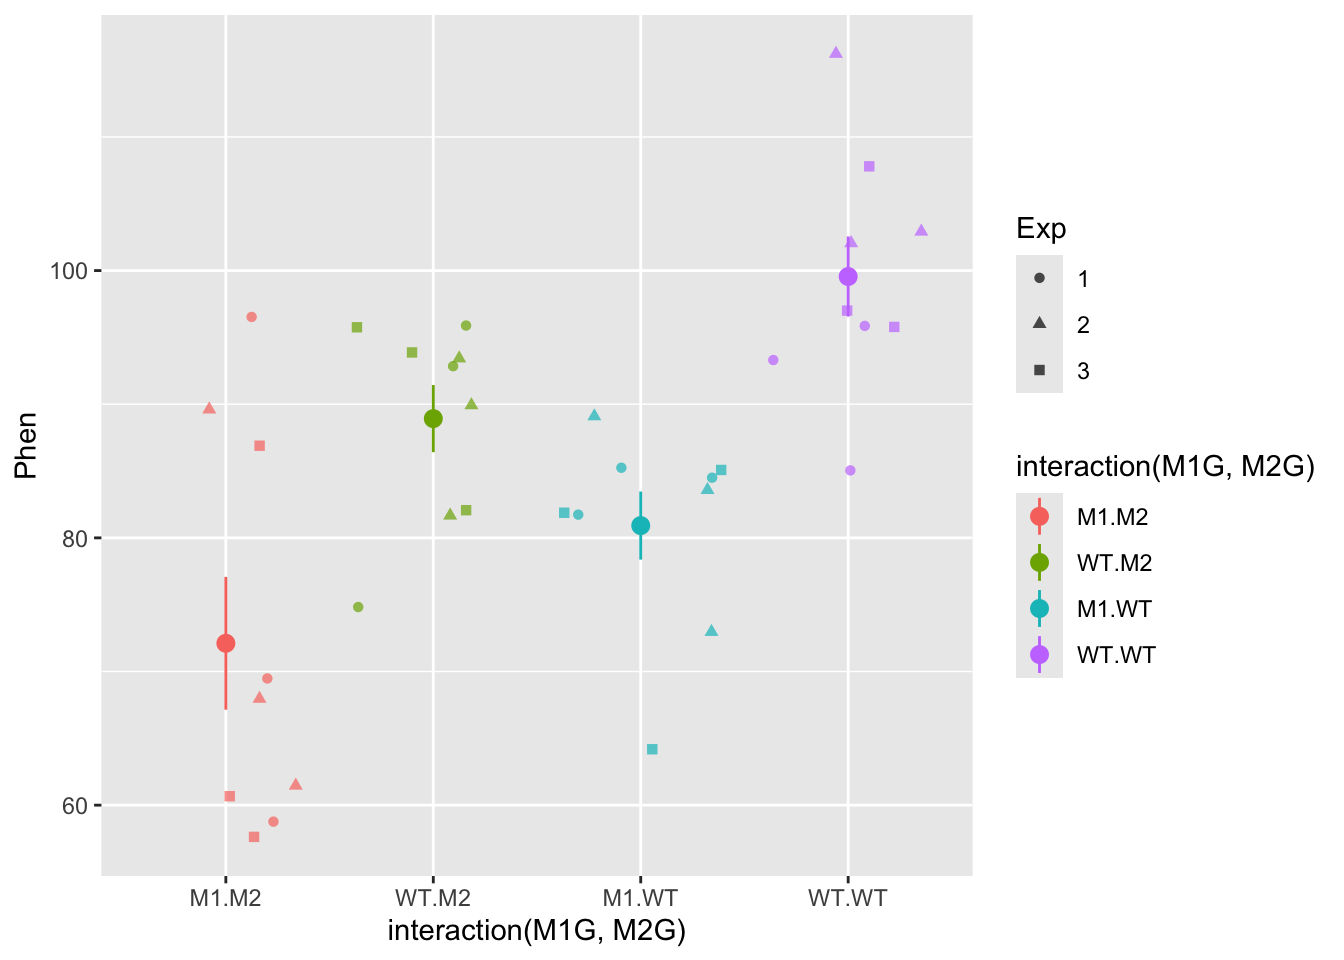 Phen
100
80
60
M1.M2
WT.M2
M1.WT
WT.WT
interaction(M1G, M2G)
Exp
1
2
3
interaction(M1G, M2G)
M1.M2
WT.M2
M1.WT
WT.WT